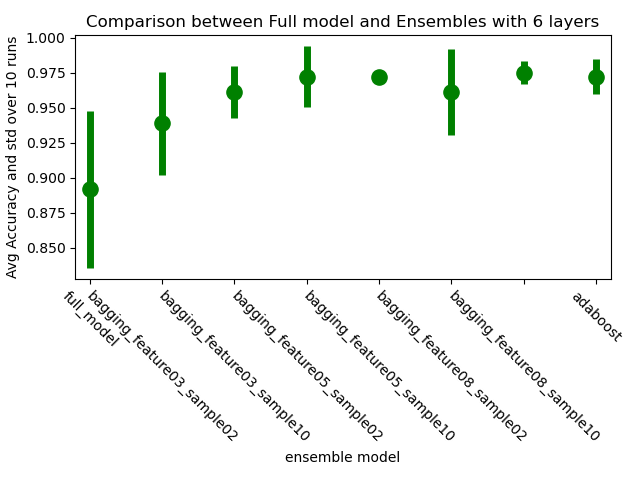 Comparison between Full model and Ensembles with 6 layers
Avg Accuracy and std over 10 runs
1.000
0.975
0.950
0.925
0.900
0.875
0.850
full_model
bagging_feature03_sample02
bagging_feature03_sample10
bagging_feature05_sample02
bagging_feature05_sample10
bagging_feature08_sample02
bagging_feature08_sample10
adaboost
ensemble model